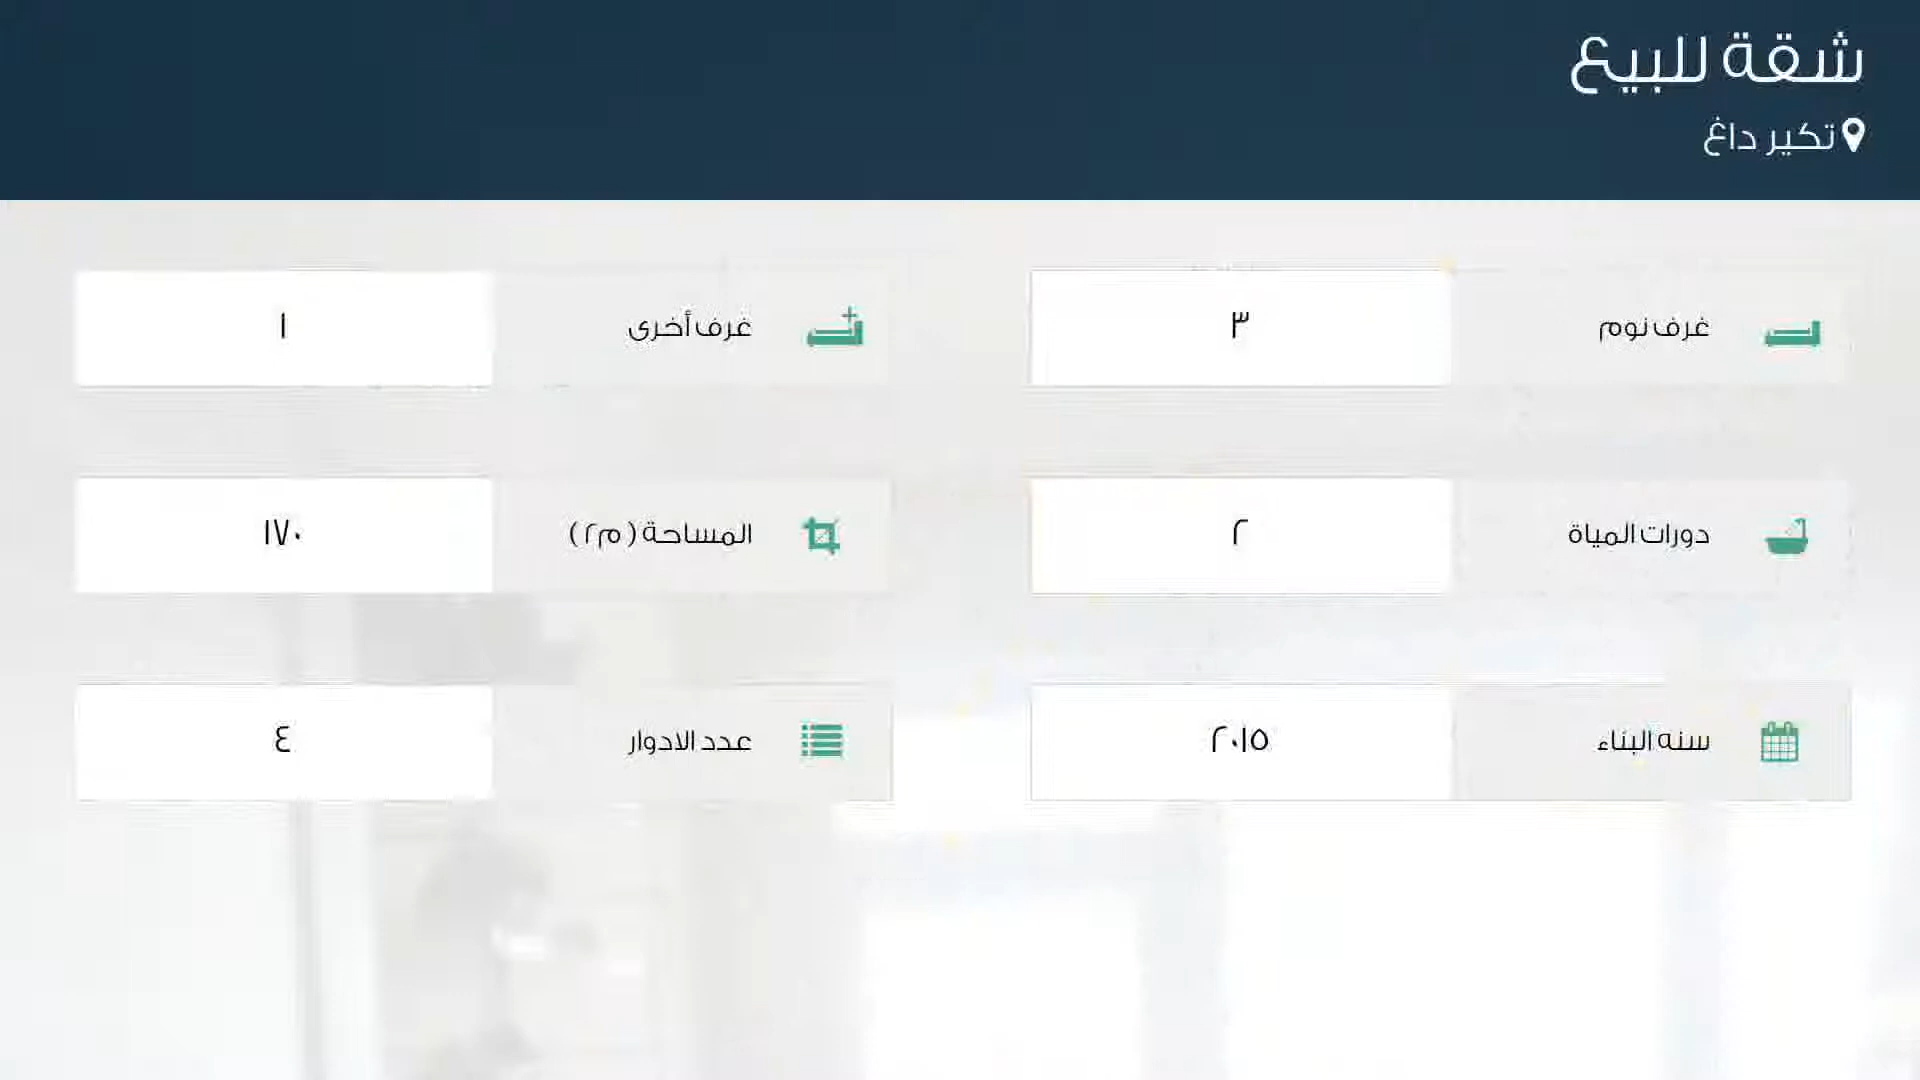 شقة للبيع
تكير داغ
غرف نوم ٣
غرف أخرى ١
دورات المياة ٢
المساحة ( م٢ ) ١٧٠
سنه البناء ٢٠١٥
عدد الادوار ٤